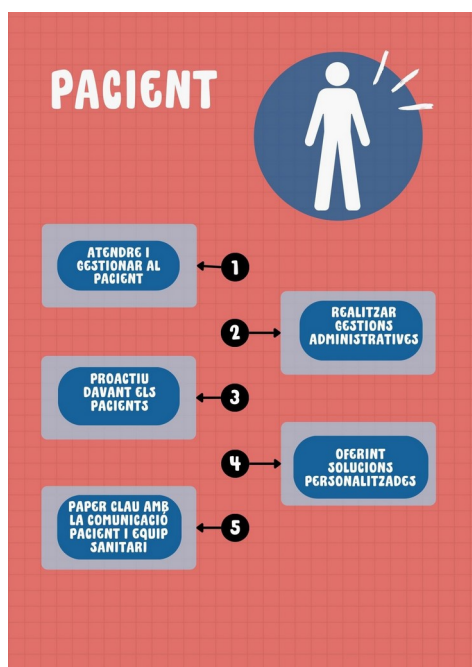 PACIENT
ATENDRE I
GESTIONAR AL
PACIENT
1
2
REALITZAR
GESTIONS
ADMINISTRATIVES
PROACTIU
DAVANT ELS
PACIENTS
3
4
OFERINT
SOLUCIONS
PERSONALITZADES
PAPER CLAU AMB
LA COMUNICACIÓ
PACIENT I EQUIP
SANITARI
5